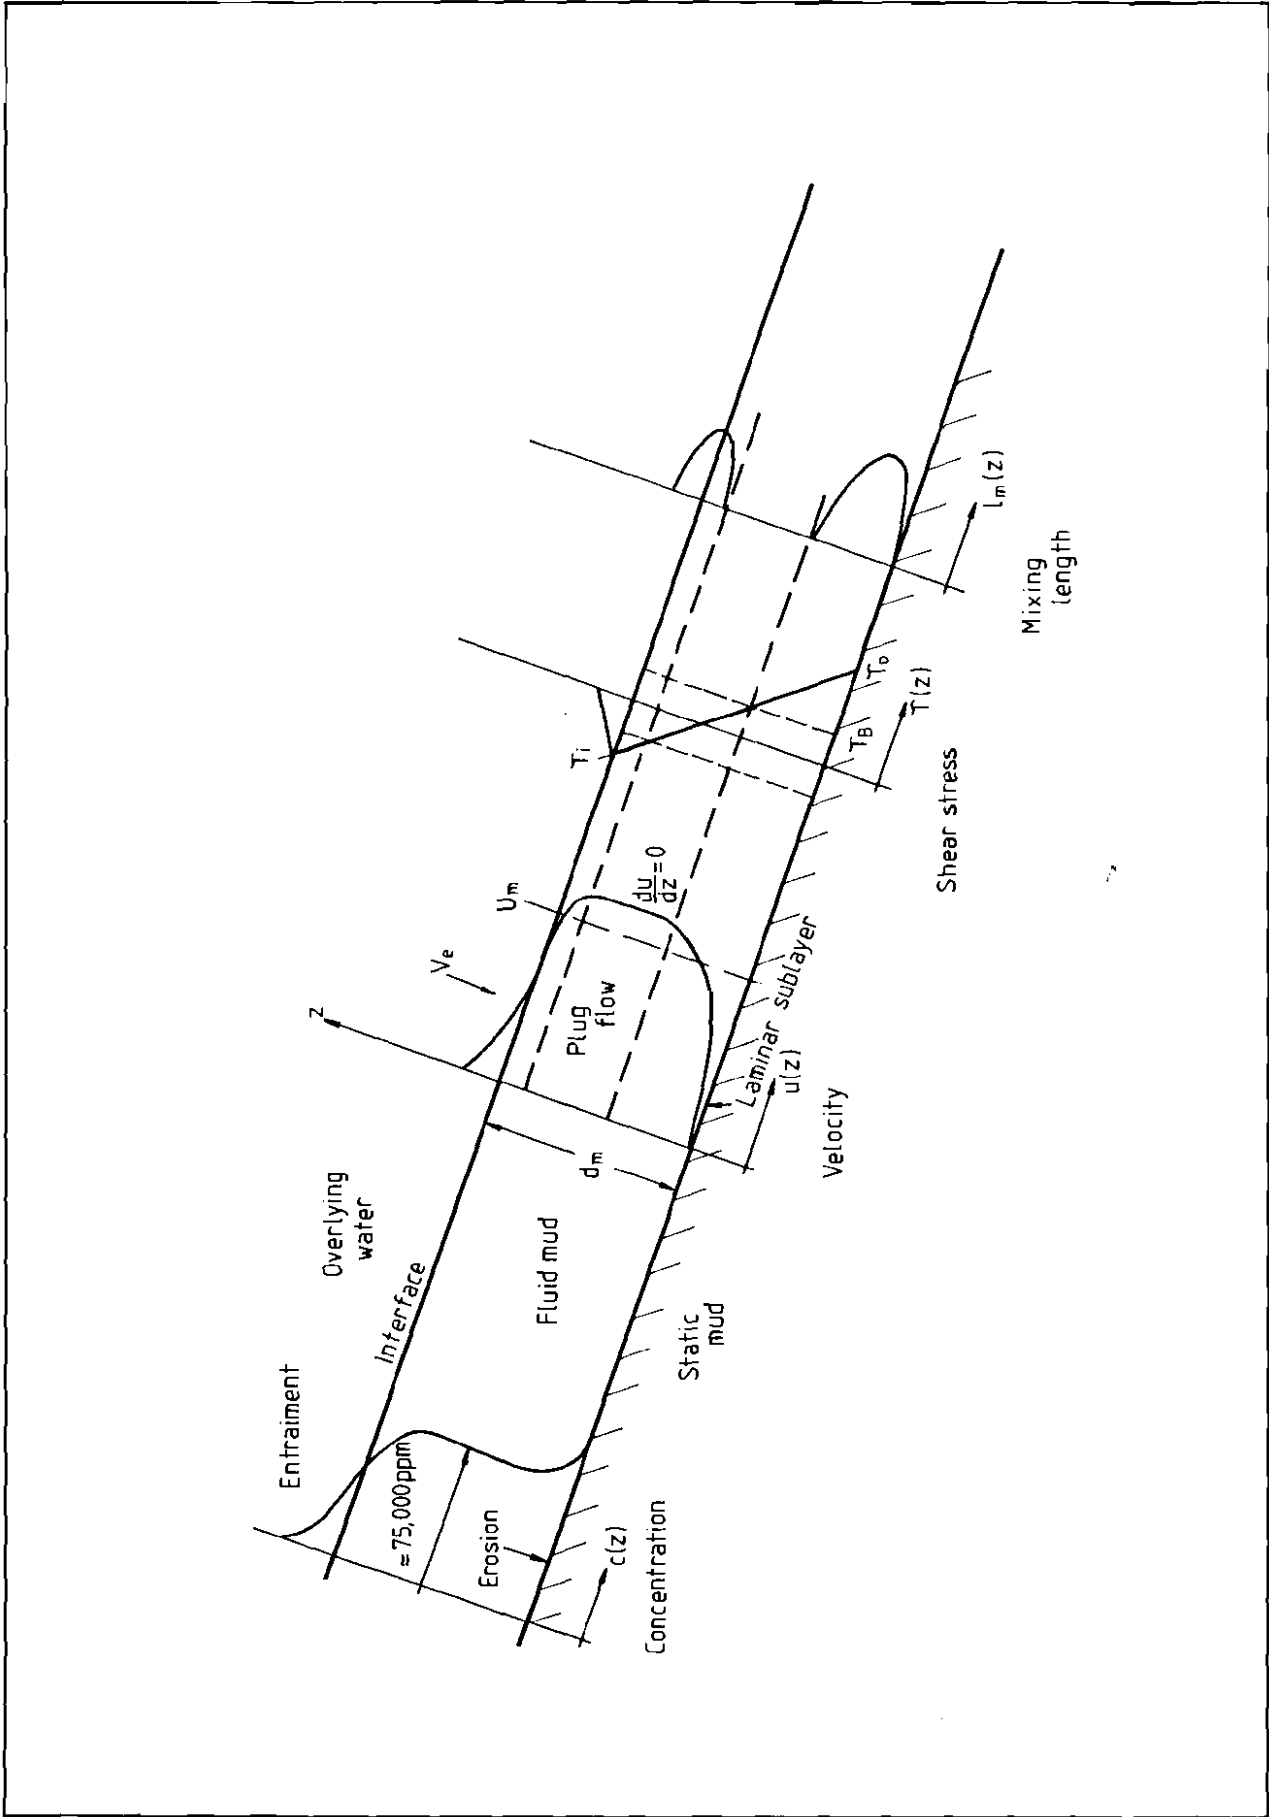 Entraiment
≈75,000ppm
Erosion
c(z)
Concentration
Interface
Overlying
water
Fluid mud
Static
mud
z
Ve
dm
Um
Plug
flow
du
dz
=0
Laminar sublayer
u(z)
Velocity
Ti
TB
To
T(z)
Shear stress
lm(z)
Mixing
length